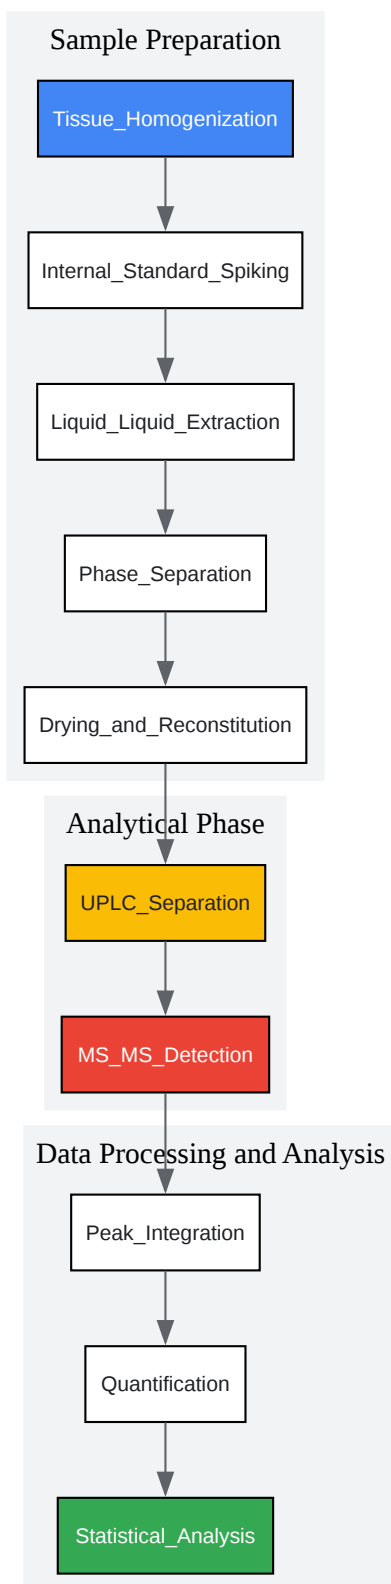 Sample Preparation
Tissue_Homogenization
Internal_Standard_Spiking
Liquid_Liquid_Extraction
Phase_Separation
Drying_and_Reconstitution
Analytical Phase
UPLC_Separation
MS_MS_Detection
Data Processing and Analysis
Peak_Integration
Quantification
Statistical_Analysis